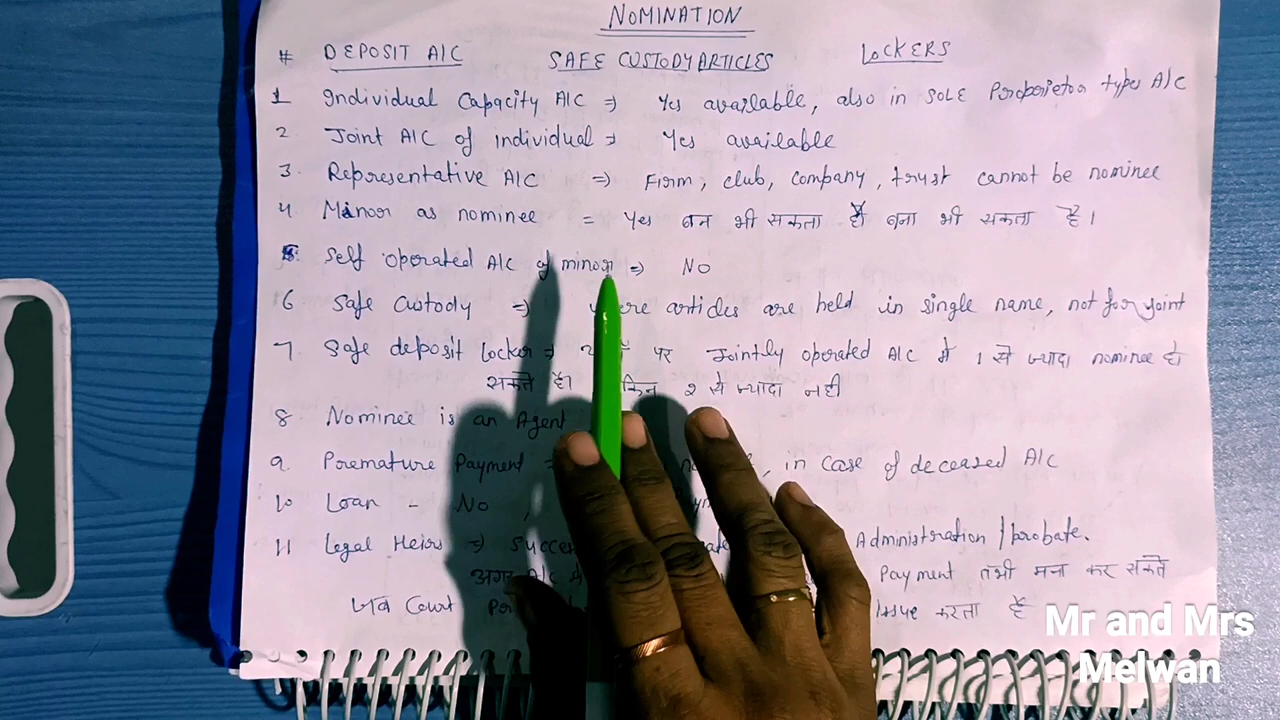 NOMINATION
# DEPOSIT A/C SAFE CUSTODY ARTICLES LOCKERS
1 Individual Capacity A/C ⇒ Yes available, also in SOLE Properietor type A/C
2 Joint A/C of individual ⇒ Yes available
3. Representative A/C ⇒ Firm, club, company, trust cannot be nominee
4 Minor as nominee = Yes बन भी सकता है बना भी सकता है।
5. Self operated A/C of minor ⇒ NO
6 Safe Custody ⇒ articles are held in single name, not for joint
7 Safe deposit locker ⇒ पर Jointly operated A/C में 1 से ज्यादा nominee हो
सकते है। 2 से ज्यादा नही
8 Nominee is an Agent
9. Premature Payment , in case of deceased A/C
10 Loan - No ,
11 Legal Heirs ⇒ Administration / probate.
अगर A/C Payment तभी मना कर सकते
जब Court issue करता है
Mr and Mrs
Melwan